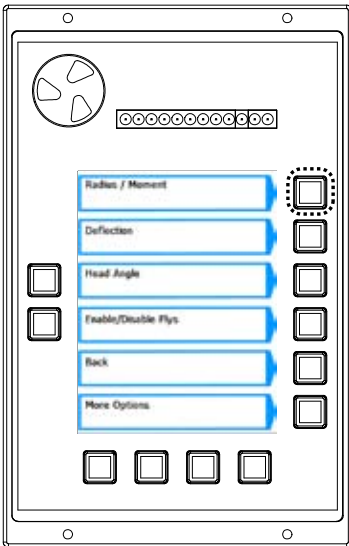 Radius / Moment
Deflection
Head Angle
Enable/Disable Flys
Back
More Options